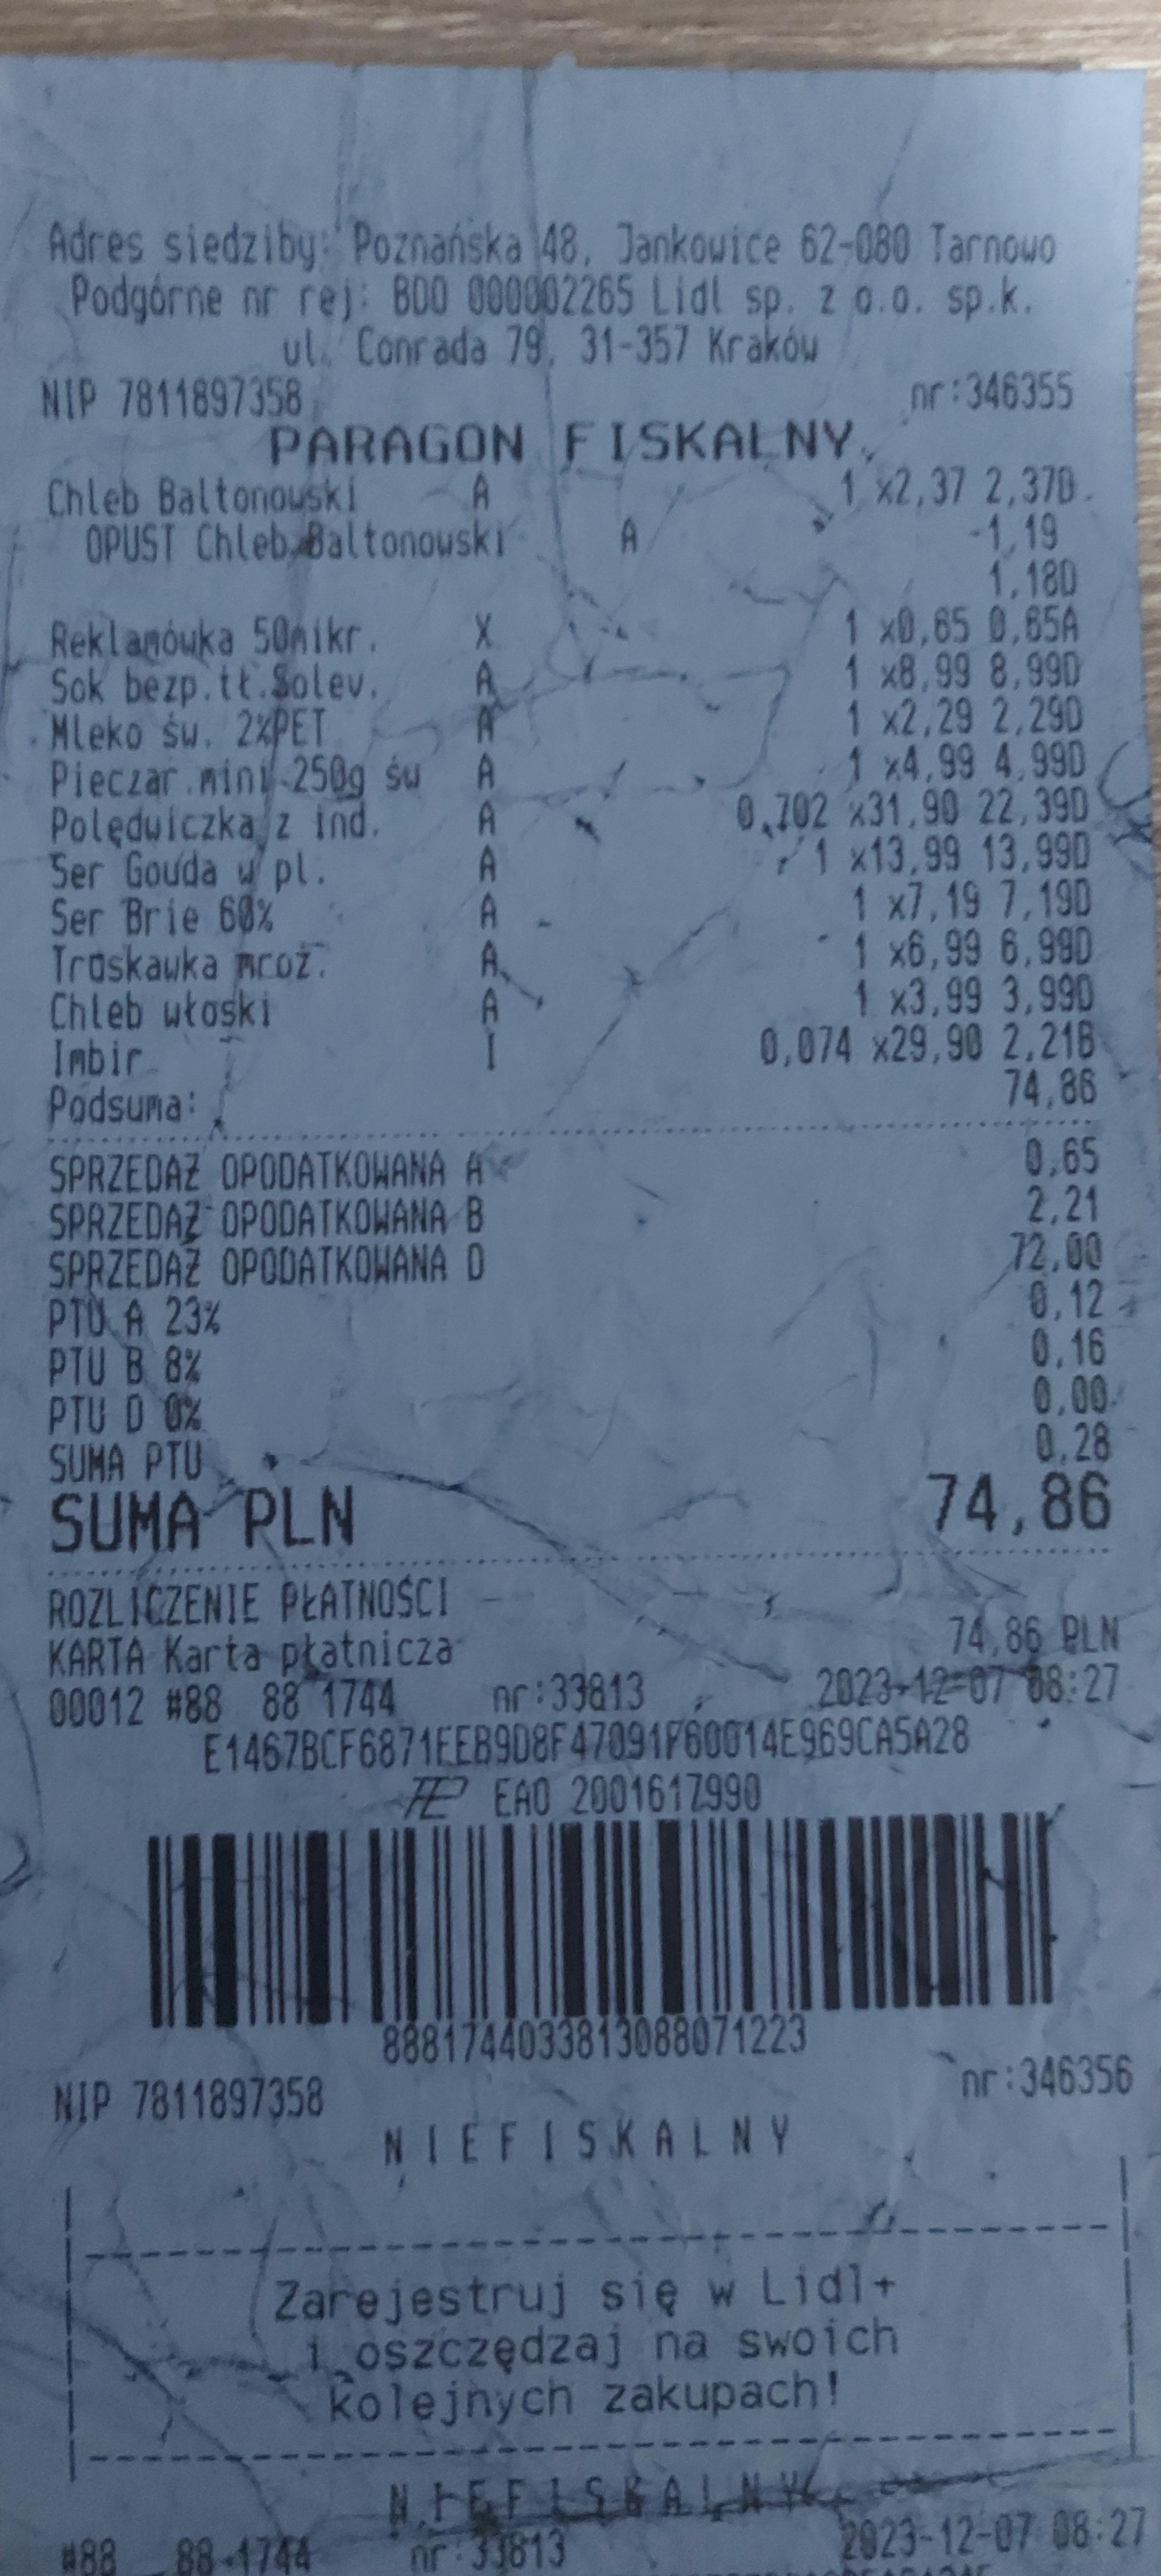 Adres siedziby: Poznańska 48, Jankowice 62-080 Tarnowo
Podgórne nr rej: BDO 000002265 Lidl sp. z o.o. sp.k.
ul. Conrada 79, 31-357 Kraków
NIP 7811897358 nr:346355
PARAGON FISKALNY
Chleb Baltonowski A 1 x2,37 2,37D
OPUST Chleb Baltonowski A -1,19
1,18D
Reklamówka 50mikr. X 1 x0,65 0,65A
Sok bezp.tł.Solev. A 1 x8,99 8,99D
Mleko św. 2%PET A 1 x2,29 2,29D
Pieczar.mini 250g św A 1 x4,99 4,99D
Polędwiczka z ind. A 0,702 x31,90 22,39D
Ser Gouda w pl. A 1 x13,99 13,99D
Ser Brie 60% A 1 x7,19 7,19D
Truskawka mroż. A 1 x6,99 6,99D
Chleb włoski A 1 x3,99 3,99D
Imbir I 0,074 x29,90 2,21B
Podsuma: 74,86
SPRZEDAŻ OPODATKOWANA A 0,65
SPRZEDAŻ OPODATKOWANA B 2,21
SPRZEDAŻ OPODATKOWANA D 72,00
PTU A 23% 0,12
PTU B 8% 0,16
PTU D 0% 0,00
SUMA PTU 0,28
SUMA PLN 74,86
ROZLICZENIE PŁATNOŚCI
KARTA Karta płatnicza 74,86 PLN
00012 #88 88 1744 nr:33813 2023-12-07 08:27
E1467BCF6871EEB9D8F47091F60014E969CA5A28
EAO 2001617990
8881744033813088071223
NIP 7811897358 nr:346356
NIEFISKALNY
Zarejestruj się w Lidl+
i oszczędzaj na swoich
kolejnych zakupach!
NIEFISKALNY
#88 88 1744 nr:33813 2023-12-07 08:27